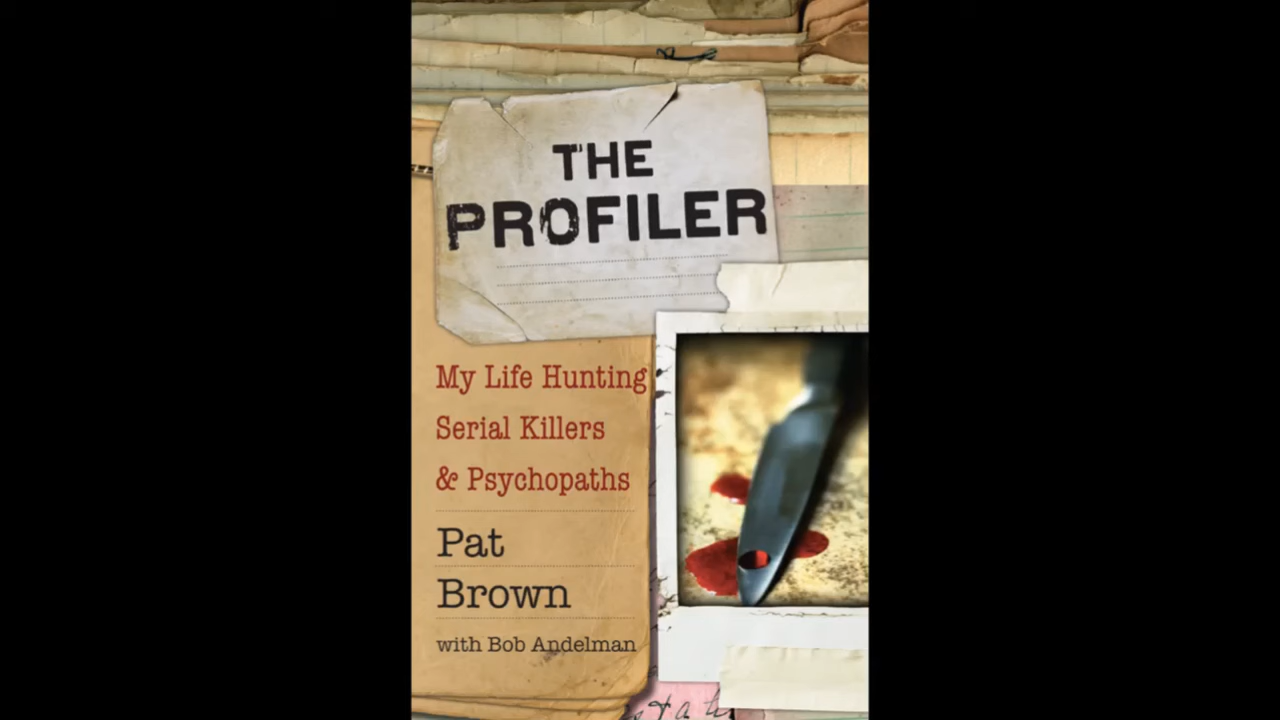 THE
PROFILER
My Life Hunting
Serial Killers
& Psychopaths
Pat
Brown
with Bob Andelman